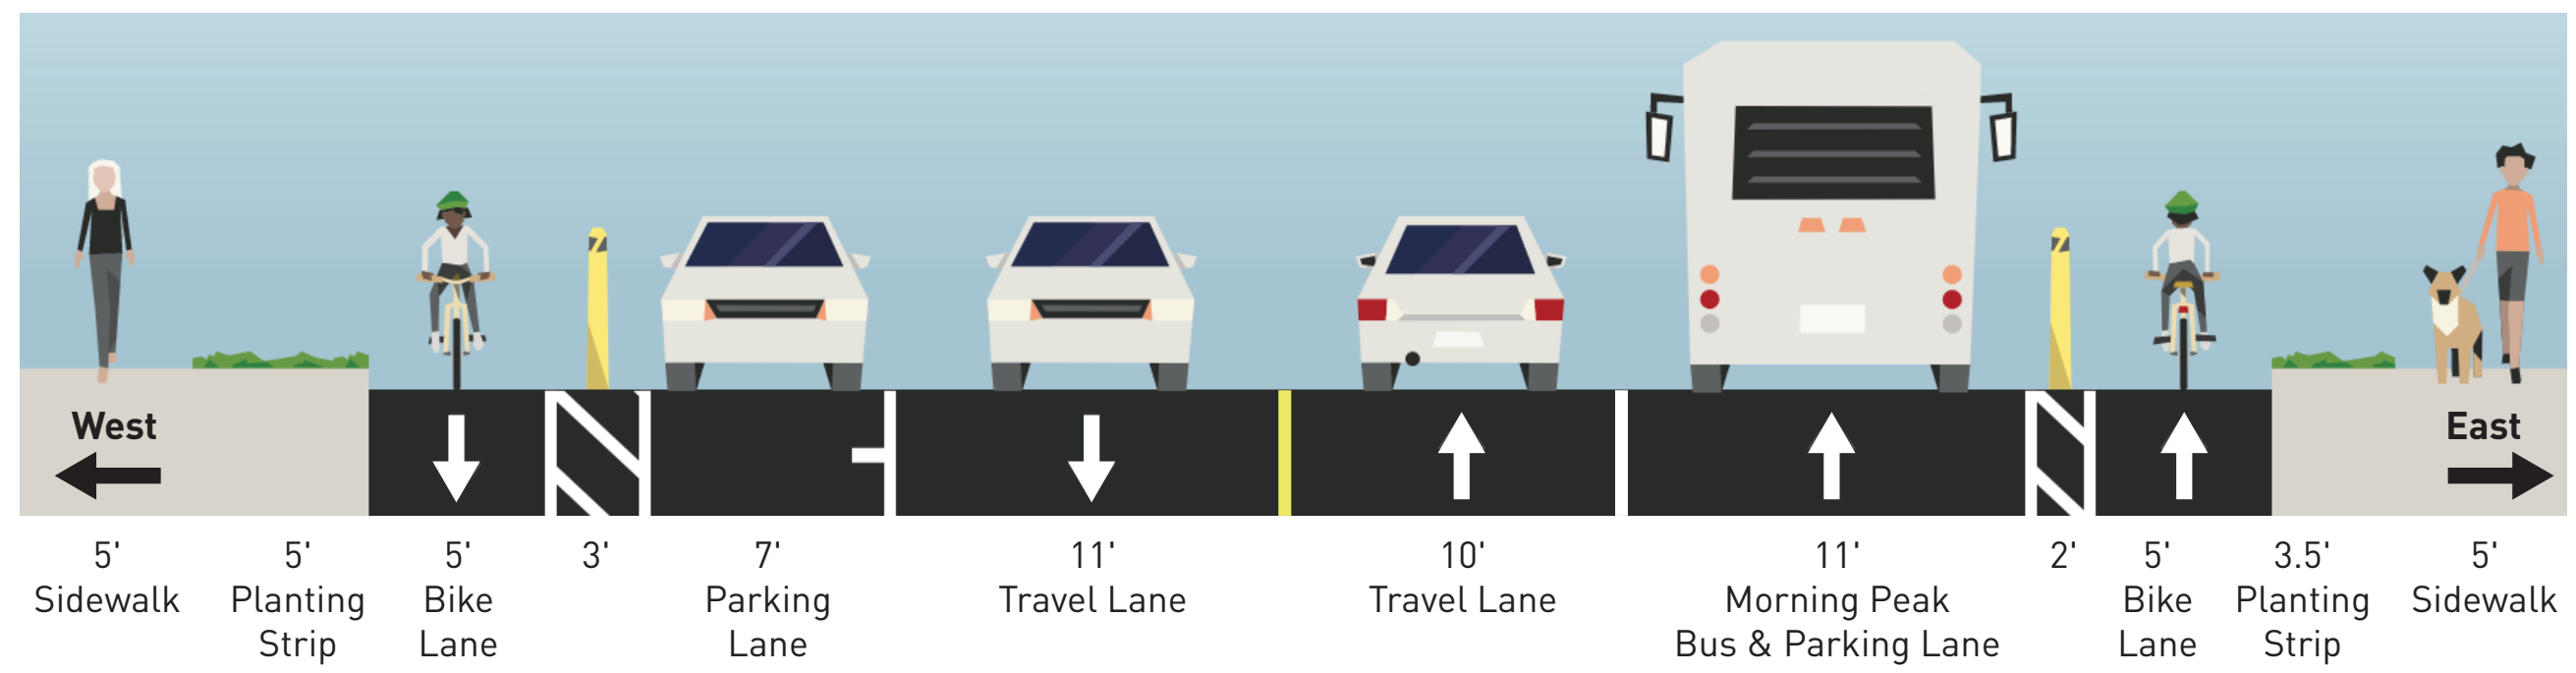 West
East
5'
Sidewalk
5'
Planting
Strip
5'
Bike
Lane
3'
7'
Parking
Lane
11'
Travel Lane
10'
Travel Lane
11'
Morning Peak
Bus & Parking Lane
2'
5'
Bike
Lane
3.5'
Planting
Strip
5'
Sidewalk